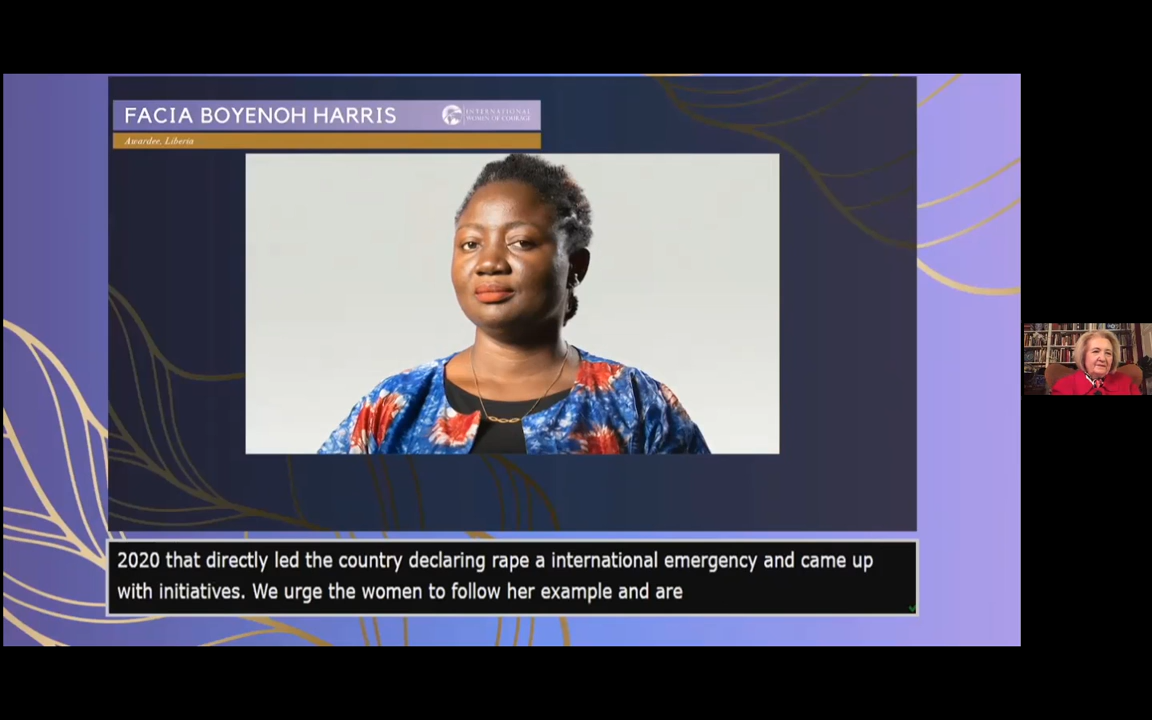 FACIA BOYENOH HARRIS
INTERNATIONAL
WOMEN OF COURAGE
Awardee, Liberia
2020 that directly led the country declaring rape a international emergency and came up
with initiatives. We urge the women to follow her example and are